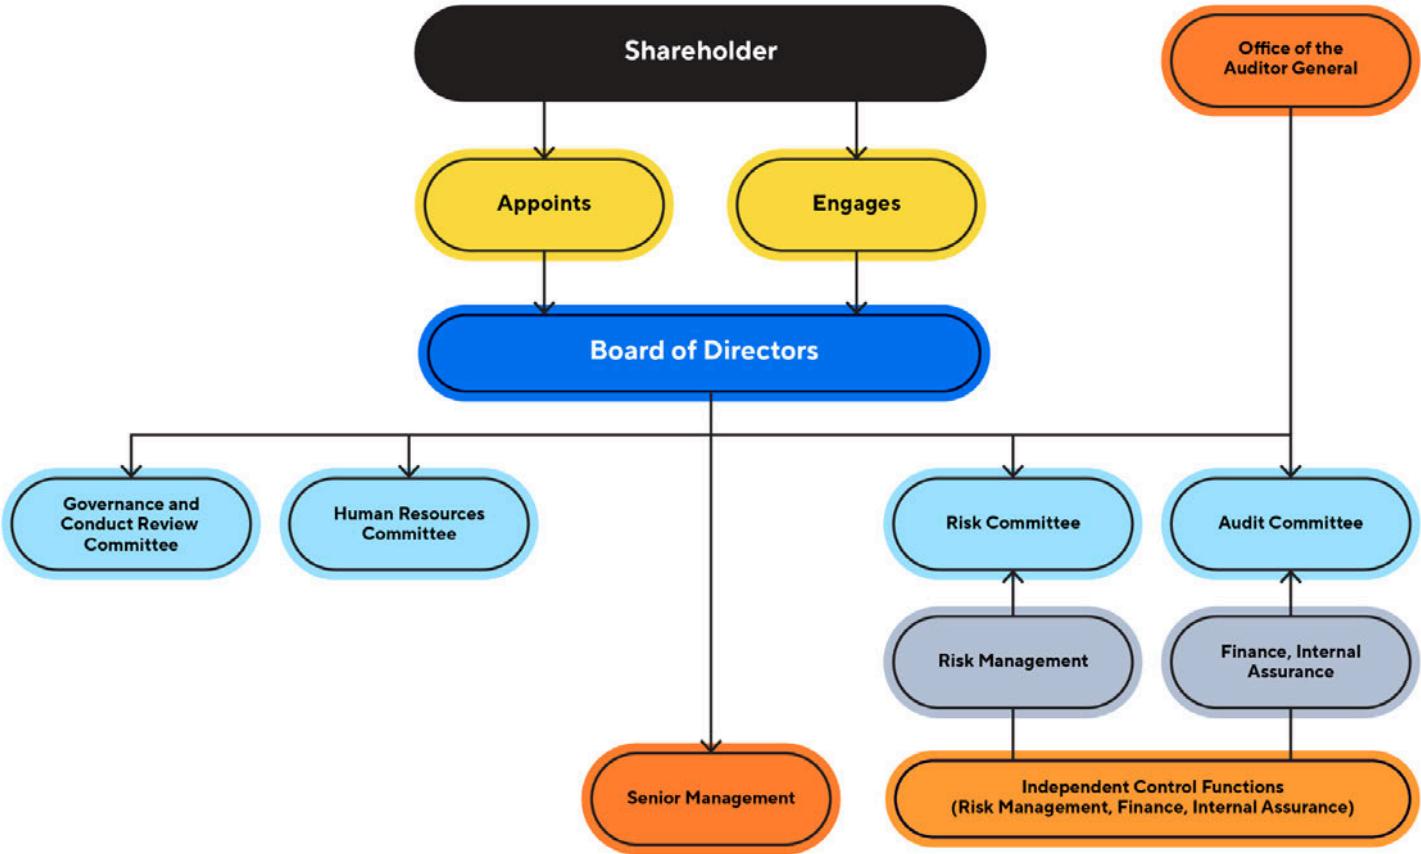 Shareholder
Office of the
Auditor General
Appoints
Engages
Board of Directors
Governance and
Conduct Review
Committee
Human Resources
Committee
Risk Committee
Audit Committee
Risk Management
Finance, Internal
Assurance
Senior Management
Independent Control Functions
(Risk Management, Finance, Internal Assurance)